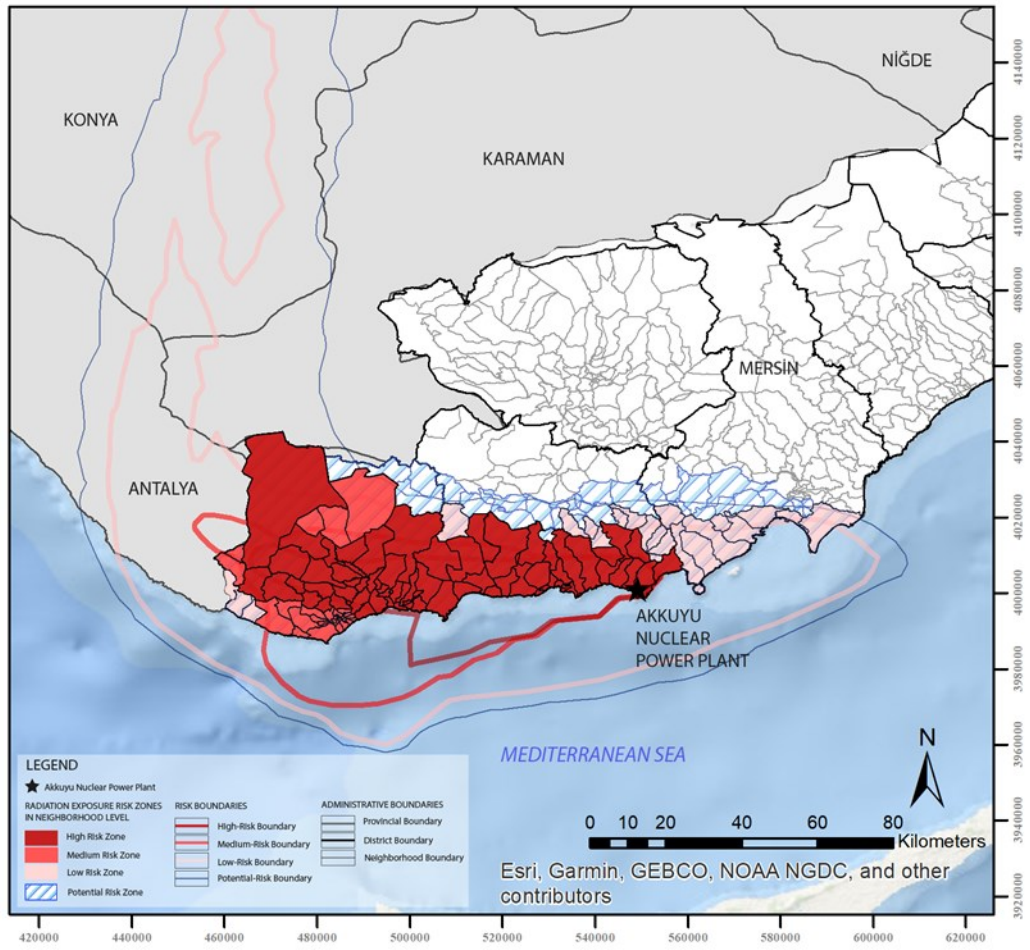 NİĞDE
KONYA
KARAMAN
MERSİN
ANTALYA
AKKUYU
NUCLEAR
POWER PLANT
MEDITERRANEAN SEA
N
0 10 20 40 60 80
Kilometers
Esri, Garmin, GEBCO, NOAA NGDC, and other
contributors
LEGEND
Akkuyu Nuclear Power Plant
RADIATION EXPOSURE RISK ZONES
IN NEIGHBORHOOD LEVEL
High Risk Zone
Medium Risk Zone
Low Risk Zone
Potential Risk Zone
RISK BOUNDARIES
High-Risk Boundary
Medium-Risk Boundary
Low-Risk Boundary
Potential-Risk Boundary
ADMINISTRATIVE BOUNDARIES
Provincial Boundary
District Boundary
Neighborhood Boundary
4140000
4120000
4100000
4080000
4060000
4040000
4020000
4000000
3980000
3960000
3940000
3920000
420000 440000 460000 480000 500000 520000 540000 560000 580000 600000 620000